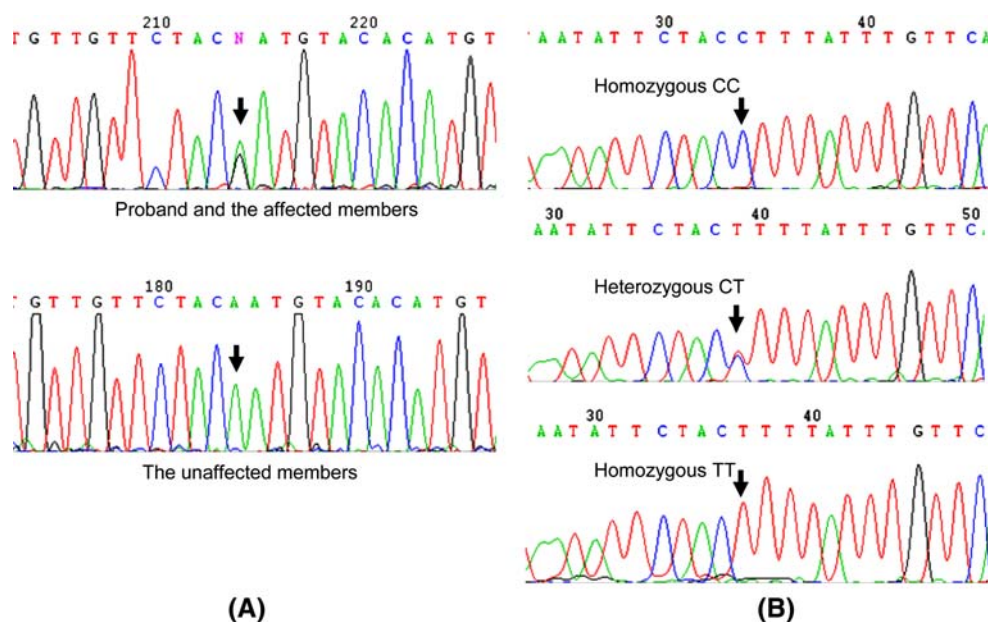 210 220
T G T T G T T C T A C N A T G T A C A C A T G T
Proband and the affected members
180 190
T G T T G T T C T A C A A T G T A C A C A T G T
The unaffected members
(A)
30 40
A A T A T T C T A C C T T T A T T T G T T C A
Homozygous CC
30 40 50
A A T A T T C T A C T T T T A T T T G T T C .
Heterozygous CT
30 40
A A T A T T C T A C T T T T A T T T G T T C
Homozygous TT
(B)